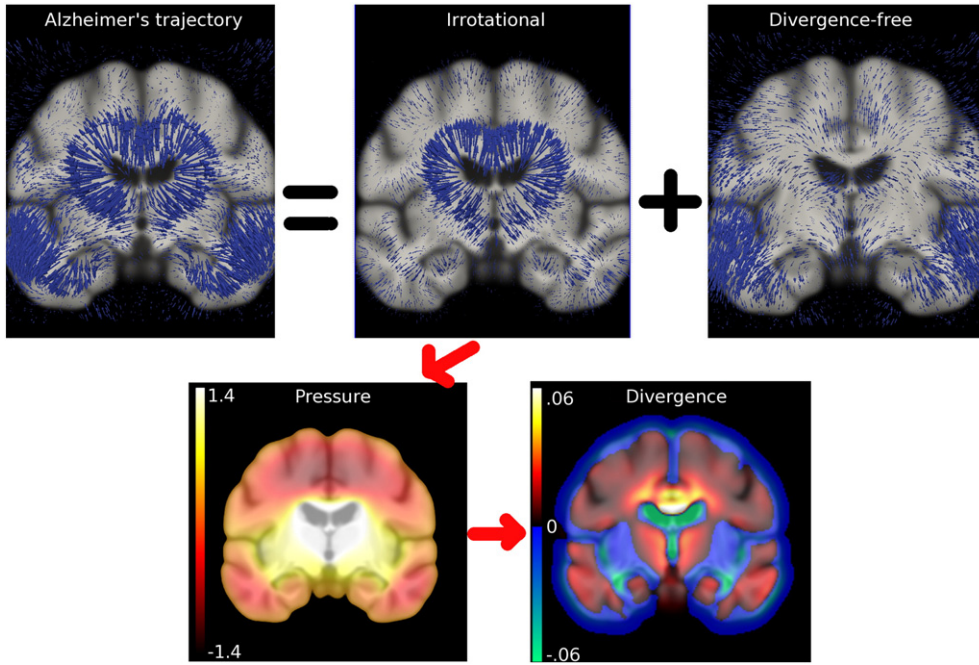 Alzheimer's trajectory
Irrotational
Divergence-free
=
+
Pressure
1.4
-1.4
Divergence
.06
0
-.06